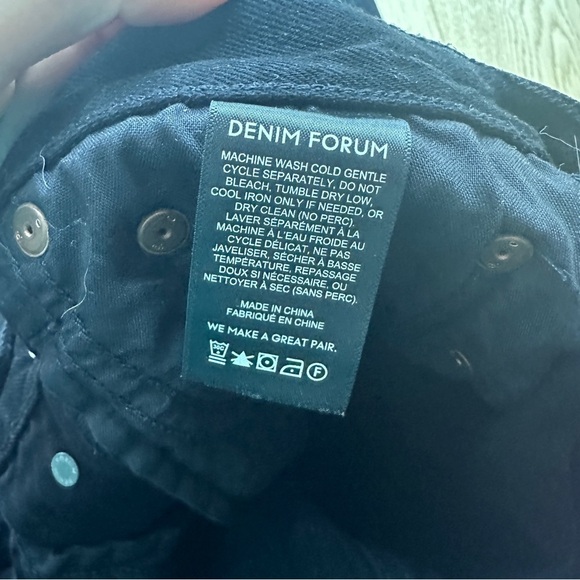 DENIM FORUM
MACHINE WASH COLD GENTLE
CYCLE SEPARATELY, DO NOT
BLEACH, TUMBLE DRY LOW,
COOL IRON ONLY IF NEEDED, OR
DRY CLEAN (NO PERC).
LAVER SÉPARÉMENT À LA
MACHINE À L'EAU FROIDE AU
CYCLE DÉLICAT, NE PAS
JAVELISER, SÉCHER À BASSE
TEMPÉRATURE, REPASSAGE
DOUX SI NÉCESSAIRE, OU
NETTOYER À SEC (SANS PERC).
MADE IN CHINA
FABRIQUÉ EN CHINE
WE MAKE A GREAT PAIR.
F